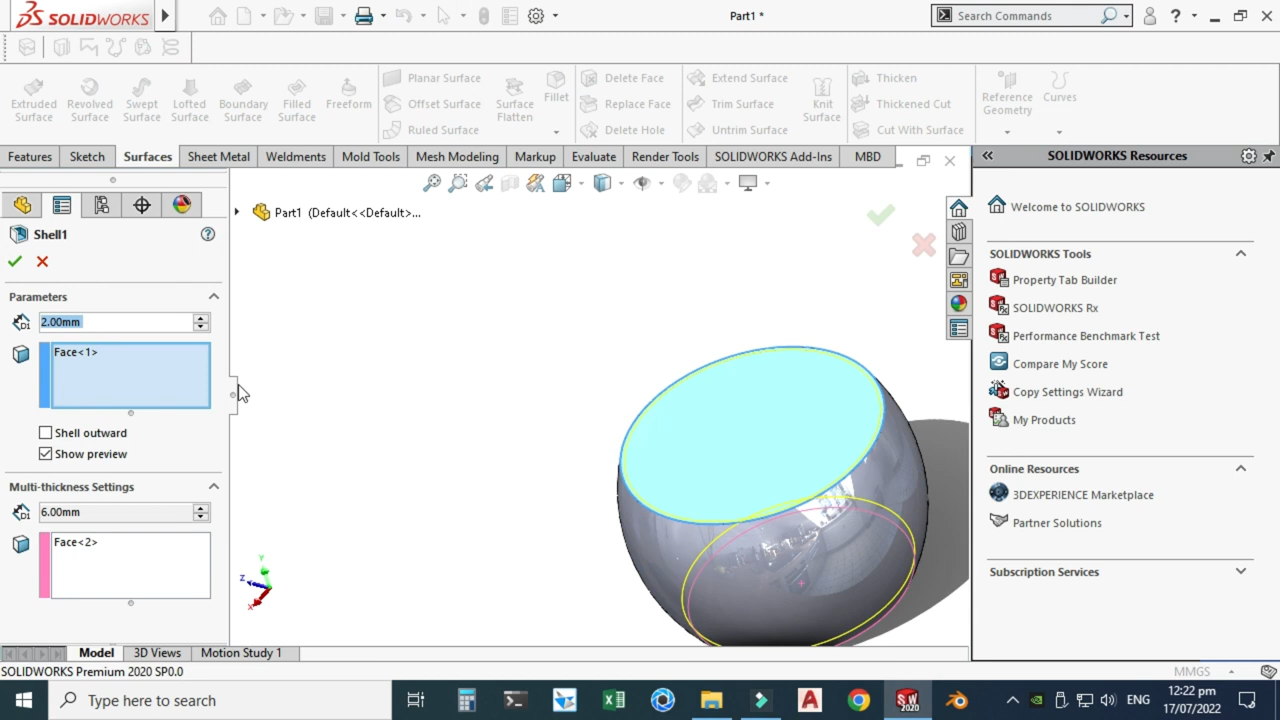 SOLIDWORKS
Part1 *
Search Commands
Extruded Surface
Revolved Surface
Swept Surface
Lofted Surface
Boundary Surface
Filled Surface
Freeform
Planar Surface
Offset Surface
Ruled Surface
Surface Flatten
Fillet
Delete Face
Replace Face
Delete Hole
Extend Surface
Trim Surface
Untrim Surface
Knit Surface
Thicken
Thickened Cut
Cut With Surface
Reference Geometry
Curves
Features
Sketch
Surfaces
Sheet Metal
Weldments
Mold Tools
Mesh Modeling
Markup
Evaluate
Render Tools
SOLIDWORKS Add-Ins
MBD
SOLIDWORKS Resources
Part1 (Default<<Default>...
Shell1
Parameters
2.00mm
Face<1>
Shell outward
Show preview
Multi-thickness Settings
6.00mm
Face<2>
Y
Z
X
Welcome to SOLIDWORKS
SOLIDWORKS Tools
Property Tab Builder
SOLIDWORKS Rx
Performance Benchmark Test
Compare My Score
Copy Settings Wizard
My Products
Online Resources
3DEXPERIENCE Marketplace
Partner Solutions
Subscription Services
Model
3D Views
Motion Study 1
SOLIDWORKS Premium 2020 SP0.0
MMGS
Type here to search
SW
2020
ENG
12:22 pm
17/07/2022